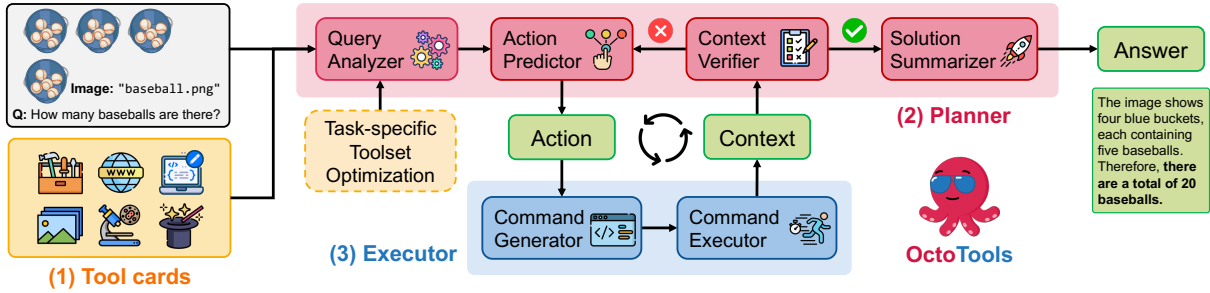 Image: "baseball.png"
Q: How many baseballs are there?
WWW
(1) Tool cards
Query
Analyzer
Action
Predictor
Context
Verifier
Solution
Summarizer
(2) Planner
Task-specific
Toolset
Optimization
Action
Context
Command
Generator
Command
Executor
(3) Executor
OctoTools
Answer
The image shows
four blue buckets,
each containing
five baseballs.
Therefore, there
are a total of 20
baseballs.